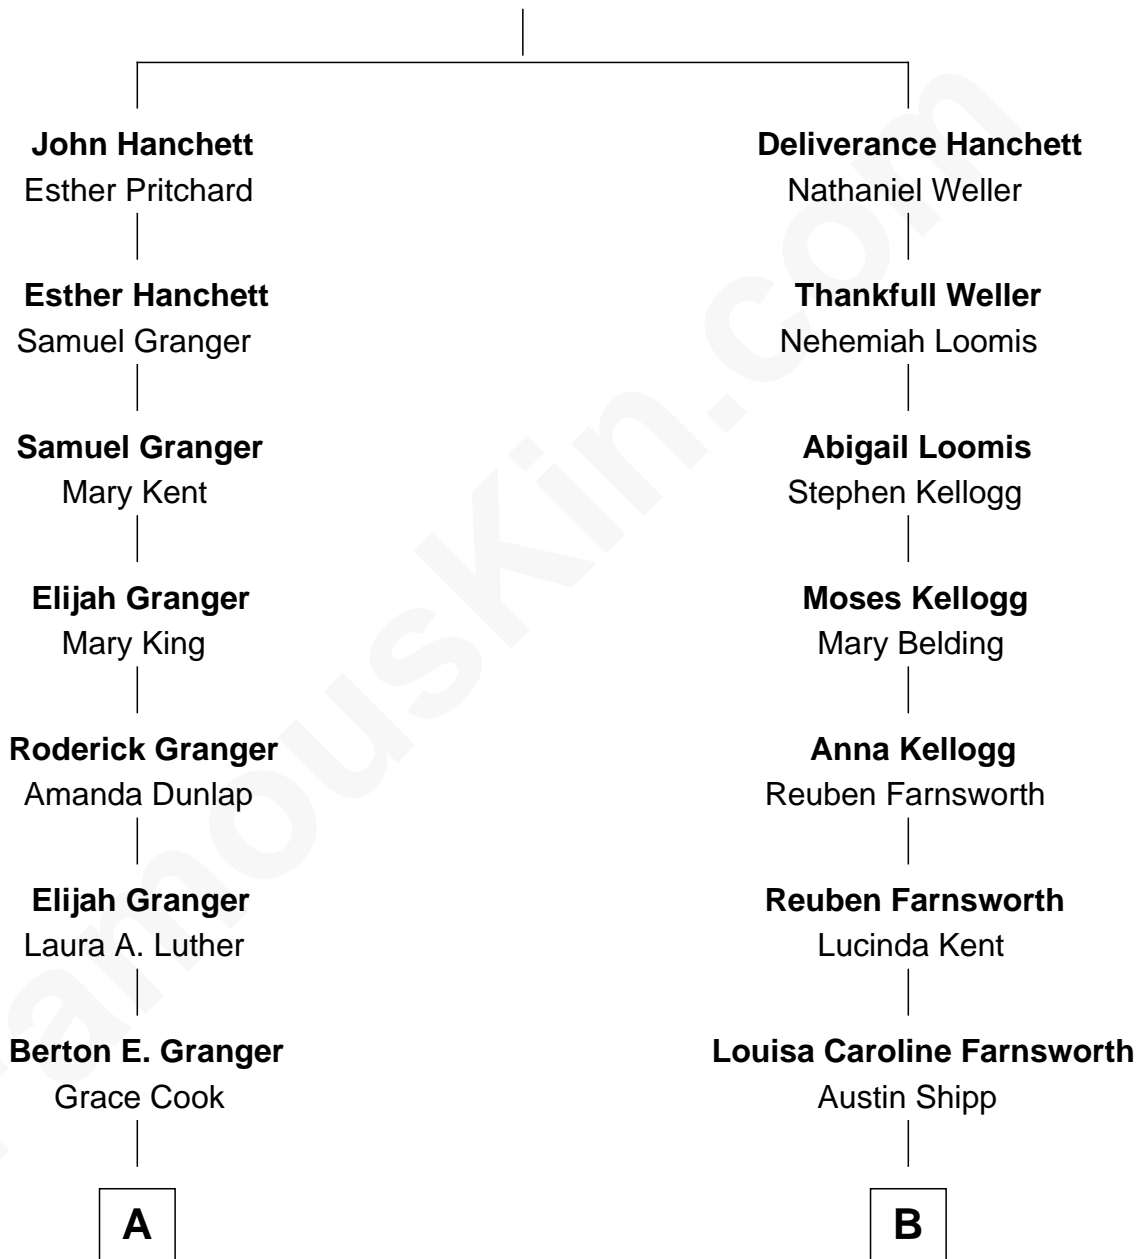 John Hanchett
Esther Pritchard
Esther Hanchett
Samuel Granger
Samuel Granger
Mary Kent
Elijah Granger
Mary King
Roderick Granger
Amanda Dunlap
Elijah Granger
Laura A. Luther
Berton E. Granger
Grace Cook
A
Deliverance Hanchett
Nathaniel Weller
Thankfull Weller
Nehemiah Loomis
Abigail Loomis
Stephen Kellogg
Moses Kellogg
Mary Belding
Anna Kellogg
Reuben Farnsworth
Reuben Farnsworth
Lucinda Kent
Louisa Caroline Farnsworth
Austin Shipp
B
FamousKin.com